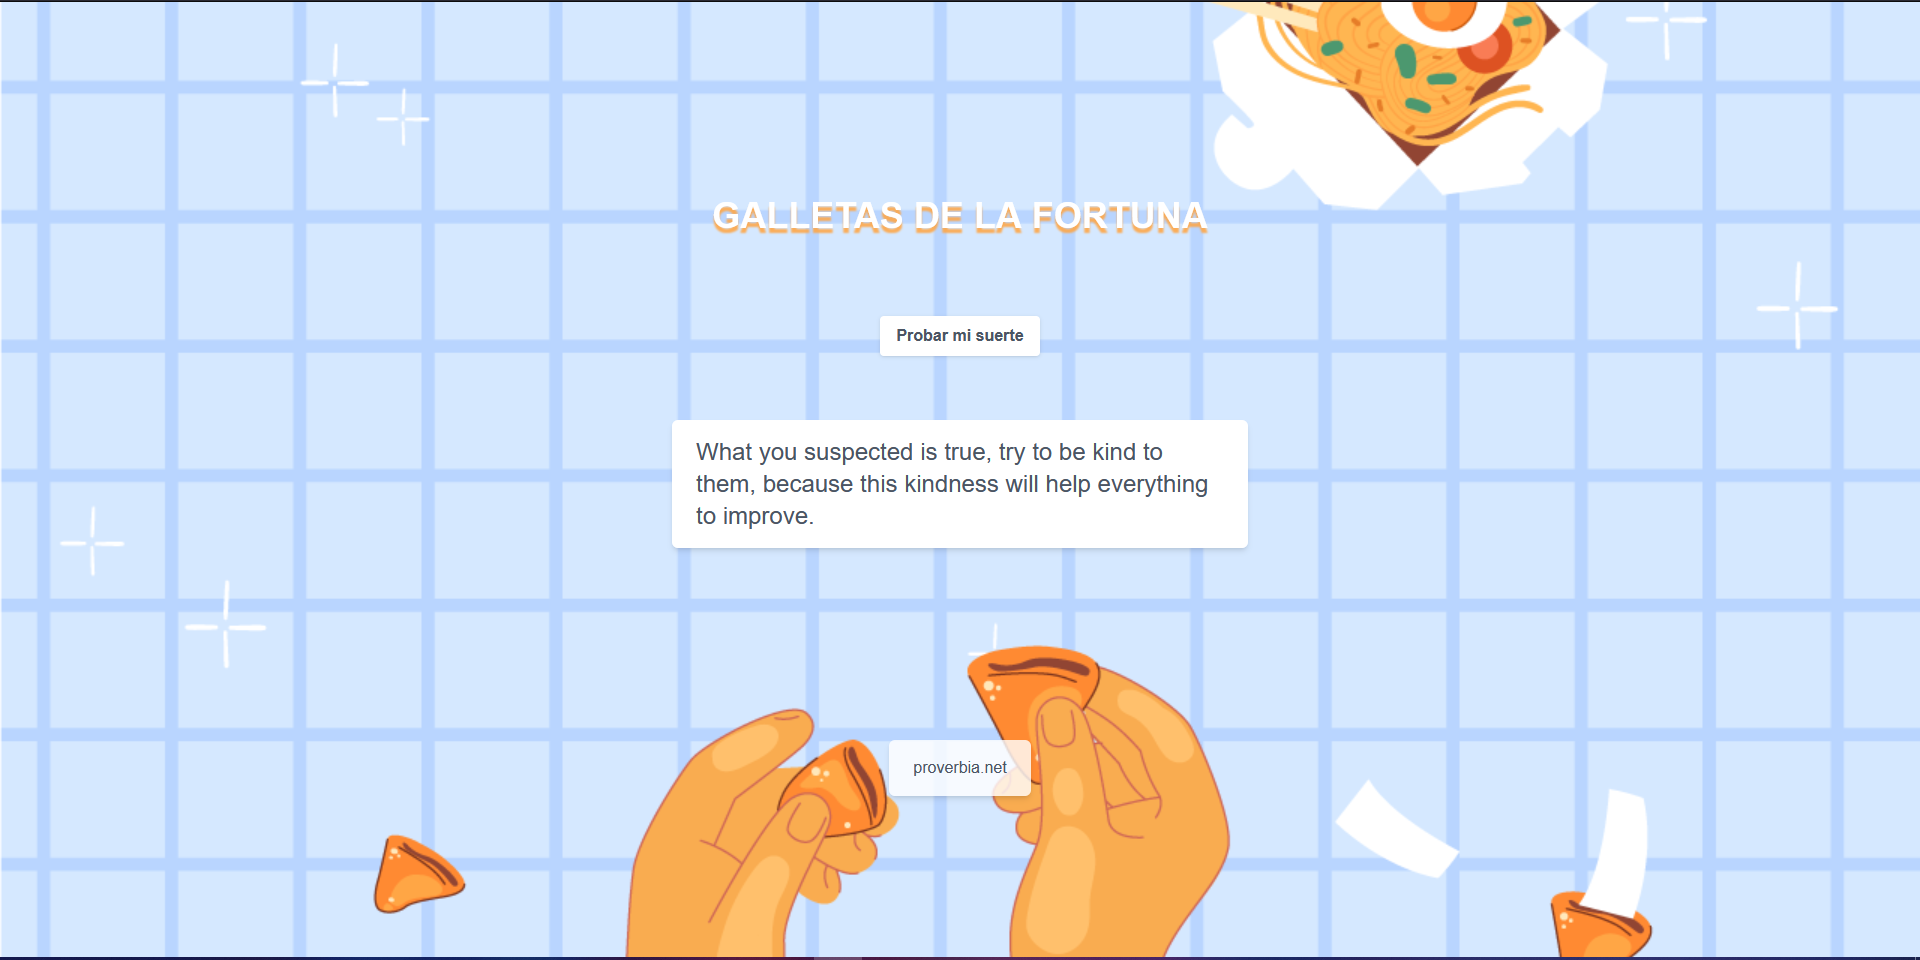 GALLETAS DE LA FORTUNA
Probar mi suerte
What you suspected is true, try to be kind to
them, because this kindness will help everything
to improve.
proverbia.net